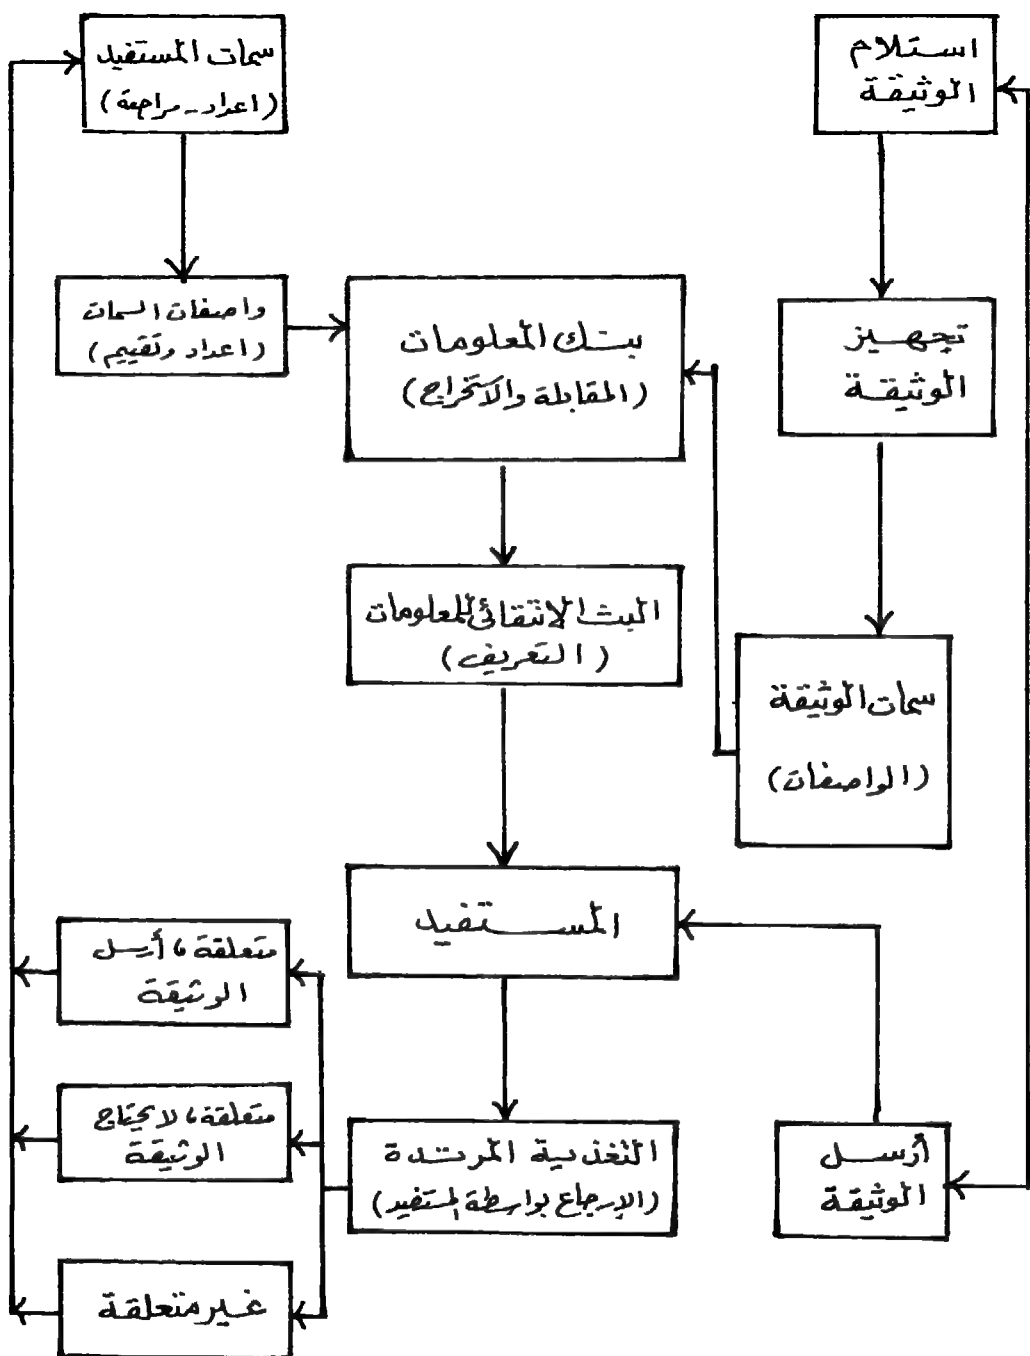 استلام
الوثيقة
سمات المستفيد
(اعداد - مراجعة)
تجهيز
الوثيقة
بنك المعلومات
(المقابلة والاستخراج)
واصفات السمات
(اعداد وتقييم)
البث الانتقائى للمعلومات
(التعريف)
سمات الوثيقة
(الواصفات)
المستفيد
متعلقة، أرسل
الوثيقة
متعلقة، لا يحتاج
الوثيقة
غير متعلقة
التغذية المرتدة
(الإرجاع بواسطة المستفيد)
أرسل
الوثيقة